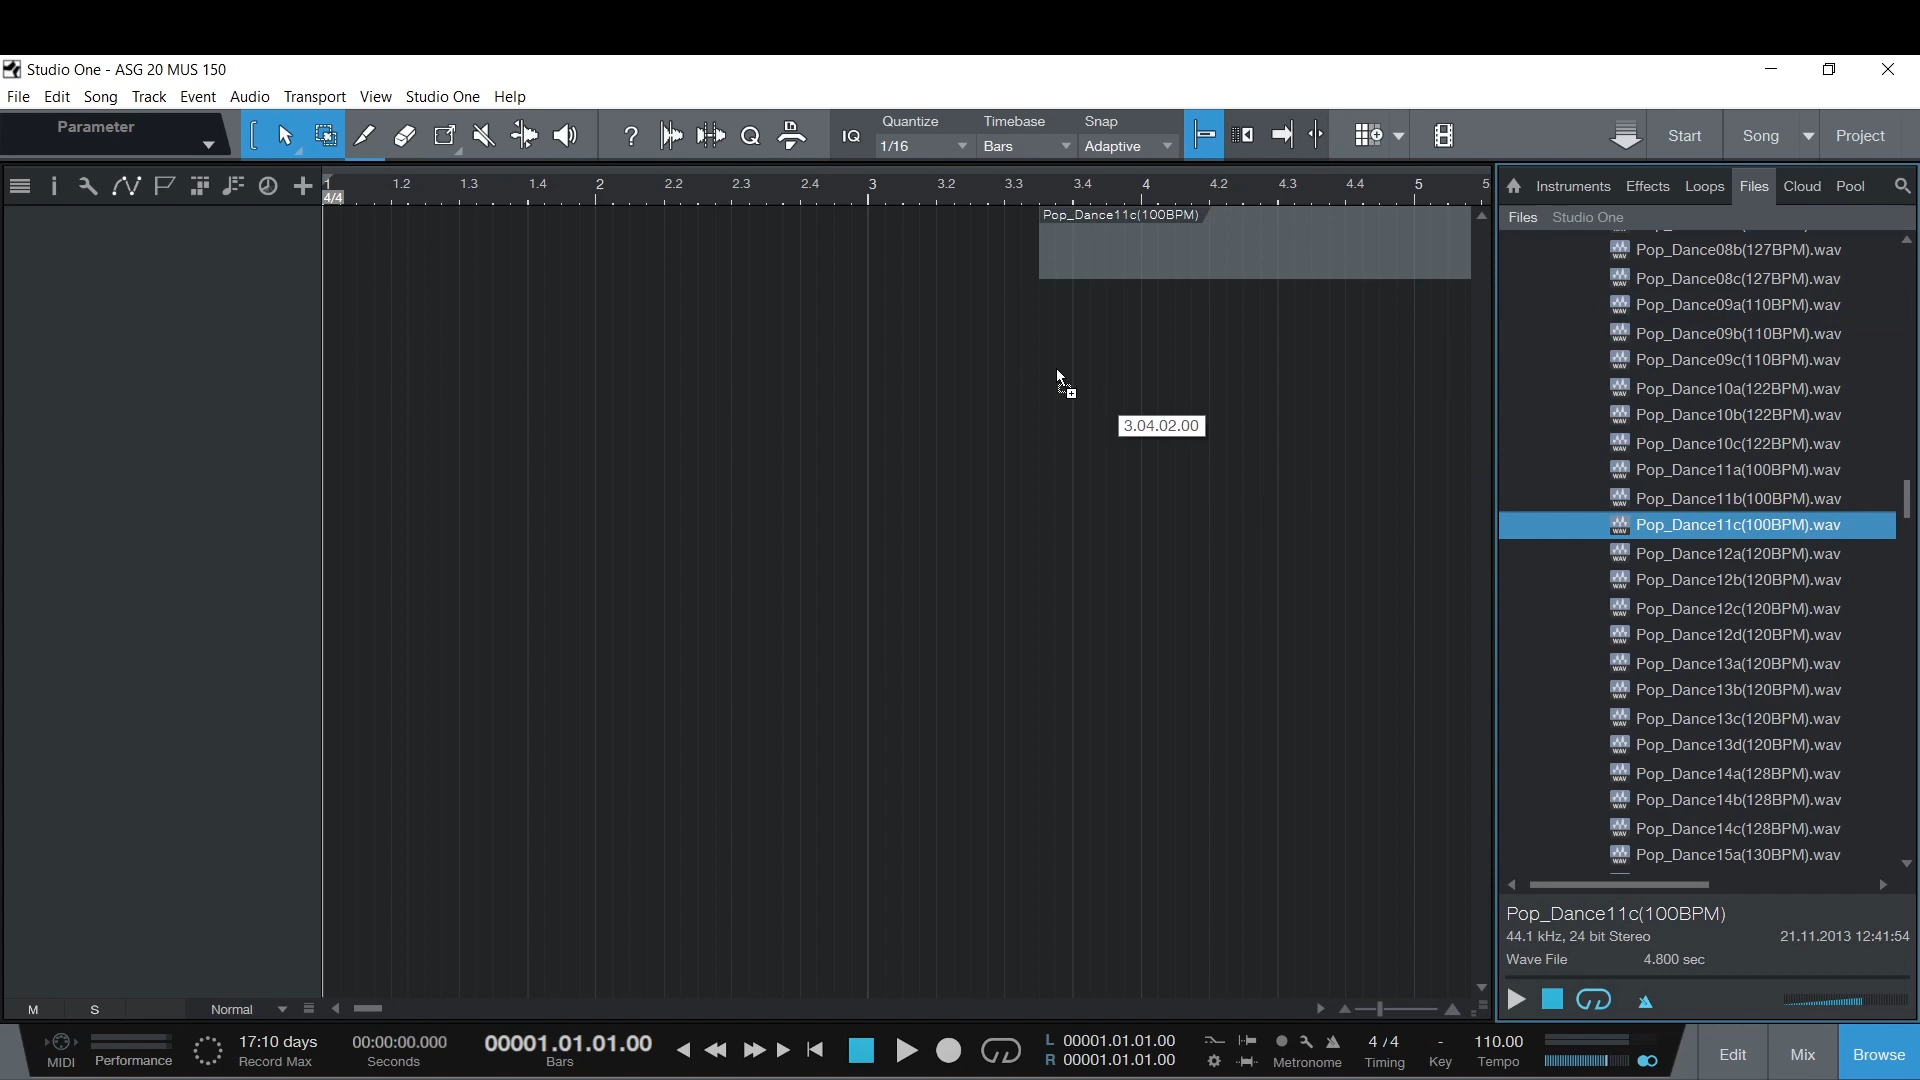 Studio One - ASG 20 MUS 150
File Edit Song Track Event Audio Transport View Studio One Help
Parameter
? Q IQ
Quantize Timebase Snap
1/16 Bars Adaptive
Start Song Project
1 1.2 1.3 1.4 2 2.2 2.3 2.4 3 3.2 3.3 3.4 4 4.2 4.3 4.4 5 5
4/4
Instruments Effects Loops Files Cloud Pool
Files Studio One
Pop_Dance11c(100BPM)
3.04.02.00
Pop_Dance08b(127BPM).wav
Pop_Dance08c(127BPM).wav
Pop_Dance09a(110BPM).wav
Pop_Dance09b(110BPM).wav
Pop_Dance09c(110BPM).wav
Pop_Dance10a(122BPM).wav
Pop_Dance10b(122BPM).wav
Pop_Dance10c(122BPM).wav
Pop_Dance11a(100BPM).wav
Pop_Dance11b(100BPM).wav
Pop_Dance11c(100BPM).wav
Pop_Dance12a(120BPM).wav
Pop_Dance12b(120BPM).wav
Pop_Dance12c(120BPM).wav
Pop_Dance12d(120BPM).wav
Pop_Dance13a(120BPM).wav
Pop_Dance13b(120BPM).wav
Pop_Dance13c(120BPM).wav
Pop_Dance13d(120BPM).wav
Pop_Dance14a(128BPM).wav
Pop_Dance14b(128BPM).wav
Pop_Dance14c(128BPM).wav
Pop_Dance15a(130BPM).wav
Pop_Dance11c(100BPM)
44.1 kHz, 24 bit Stereo 21.11.2013 12:41:54
Wave File 4.800 sec
M S Normal
MIDI Performance
17:10 days
Record Max
00:00:00.000
Seconds
00001.01.01.00
Bars
L 00001.01.01.00
R 00001.01.01.00
Metronome
4 / 4
Timing
-
Key
110.00
Tempo
Edit Mix Browse